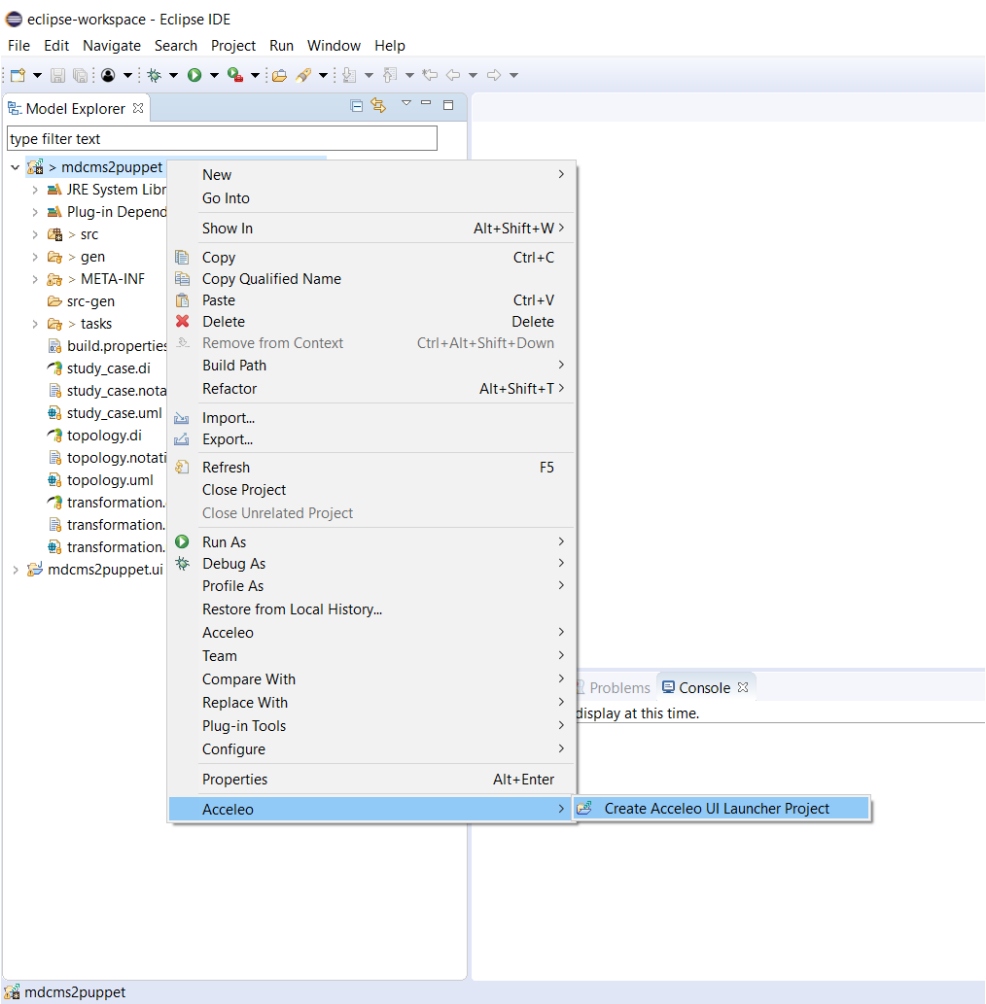 eclipse-workspace - Eclipse IDE
File Edit Navigate Search Project Run Window Help
Model Explorer
type filter text
> mdcms2puppet
JRE System Libr
Plug-in Depend
> src
> gen
> META-INF
src-gen
> tasks
build.properties
study_case.di
study_case.nota
study_case.uml
topology.di
topology.notati
topology.uml
transformation.
transformation.
transformation.
mdcms2puppet.ui
New
Go Into
Show In Alt+Shift+W
Copy Ctrl+C
Copy Qualified Name
Paste Ctrl+V
Delete Delete
Remove from Context Ctrl+Alt+Shift+Down
Build Path
Refactor Alt+Shift+T
Import...
Export...
Refresh F5
Close Project
Close Unrelated Project
Run As
Debug As
Profile As
Restore from Local History...
Acceleo
Team
Compare With
Replace With
Plug-in Tools
Configure
Properties Alt+Enter
Acceleo
Create Acceleo UI Launcher Project
Problems Console
display at this time.
mdcms2puppet